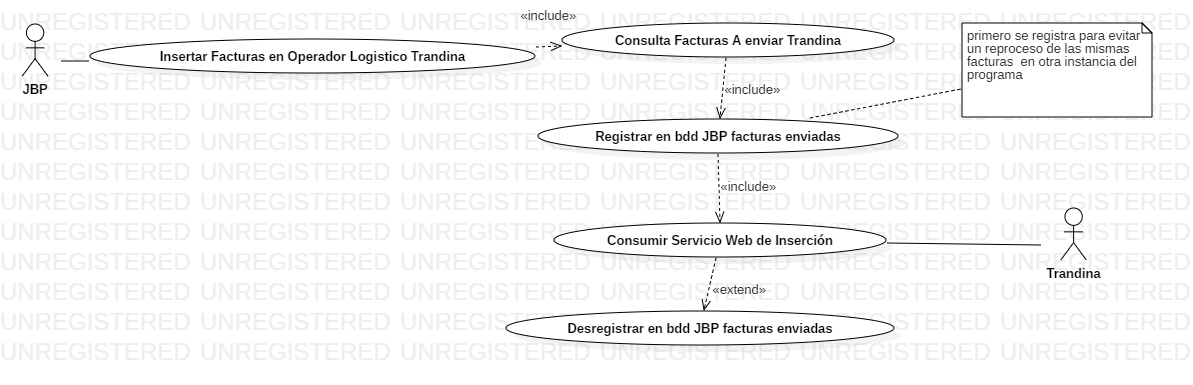 «include»
Consulta Facturas A enviar Trandina
Insertar Facturas en Operador Logistico Trandina
JBP
primero se registra para evitar
un reproceso de las mismas
facturas en otra instancia del
programa
«include»
Registrar en bdd JBP facturas enviadas
«include»
Consumir Servicio Web de Inserción
Trandina
«extend»
Desregistrar en bdd JBP facturas enviadas
UNREGISTERED UNREGISTERED UNREGISTERED UNREGISTERED UNREGISTERED UNREGISTERED